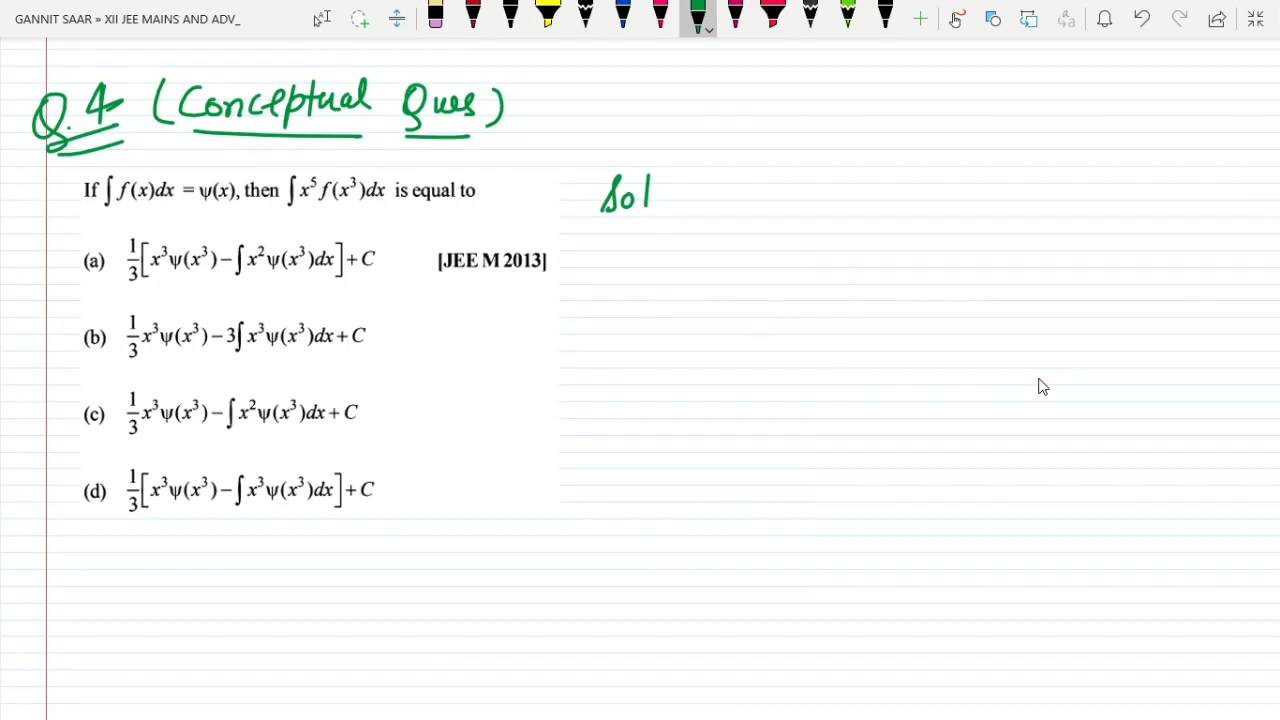 GANNIT SAAR » XII JEE MAINS AND ADV_
Q.4 (Conceptual Ques)
If ∫ f(x)dx = ψ(x), then ∫ x⁵ f(x³)dx is equal to
Sol
(a) 1/3 [x³ψ(x³) − ∫ x²ψ(x³)dx] + C [JEE M 2013]
(b) 1/3 x³ψ(x³) − 3∫ x³ψ(x³)dx + C
(c) 1/3 x³ψ(x³) − ∫ x²ψ(x³)dx + C
(d) 1/3 [x³ψ(x³) − ∫ x³ψ(x³)dx] + C